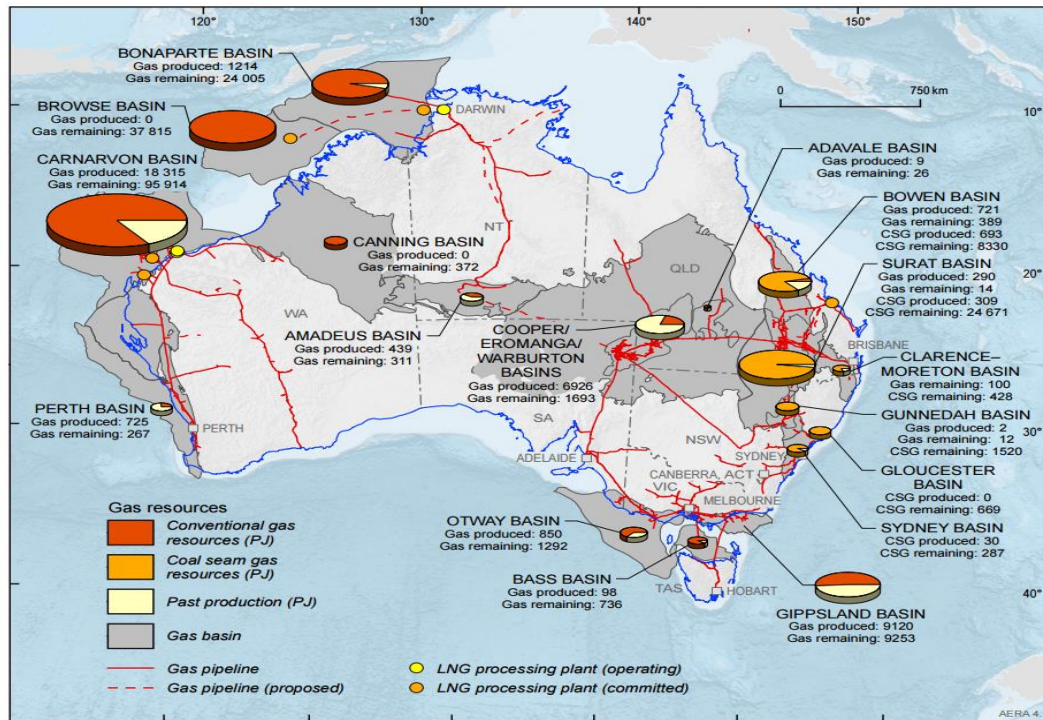 120°
130°
140°
150°
BONAPARTE BASIN
Gas produced: 1214
Gas remaining: 24 005
DARWIN
BROWSE BASIN
Gas produced: 0
Gas remaining: 37 815
CARNARVON BASIN
Gas produced: 18 315
Gas remaining: 95 914
0
750 km
10°
ADAVALE BASIN
Gas produced: 9
Gas remaining: 26
BOWEN BASIN
Gas produced: 721
Gas remaining: 389
CSG produced: 693
CSG remaining: 8330
NT
CANNING BASIN
Gas produced: 0
Gas remaining: 372
QLD
20°
SURAT BASIN
Gas produced: 290
Gas remaining: 14
CSG produced: 309
CSG remaining: 24 671
WA
AMADEUS BASIN
Gas produced: 439
Gas remaining: 311
COOPER/
EROMANGA/
WARBURTON
BASINS
Gas produced: 6926
Gas remaining: 1693
BRISBANE
CLARENCE–
MORETON BASIN
Gas remaining: 100
CSG remaining: 428
PERTH BASIN
Gas produced: 725
Gas remaining: 267
PERTH
SA
GUNNEDAH BASIN
Gas produced: 2
Gas remaining: 12
CSG remaining: 1520
30°
NSW
SYDNEY
ADELAIDE
CANBERRA, ACT
VIC
MELBOURNE
GLOUCESTER
BASIN
CSG produced: 0
CSG remaining: 669
SYDNEY BASIN
CSG produced: 30
CSG remaining: 287
OTWAY BASIN
Gas produced: 850
Gas remaining: 1292
BASS BASIN
Gas produced: 98
Gas remaining: 736
TAS
HOBART
40°
GIPPSLAND BASIN
Gas produced: 9120
Gas remaining: 9253
Gas resources
Conventional gas
resources (PJ)
Coal seam gas
resources (PJ)
Past production (PJ)
Gas basin
Gas pipeline
Gas pipeline (proposed)
LNG processing plant (operating)
LNG processing plant (committed)
AERA 4.